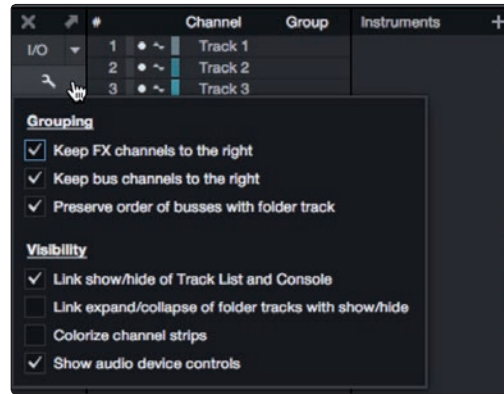 # Channel Group Instruments +
I/O 1 Track 1
2 Track 2
3 Track 3
Grouping
Keep FX channels to the right
Keep bus channels to the right
Preserve order of busses with folder track
Visibility
Link show/hide of Track List and Console
Link expand/collapse of folder tracks with show/hide
Colorize channel strips
Show audio device controls